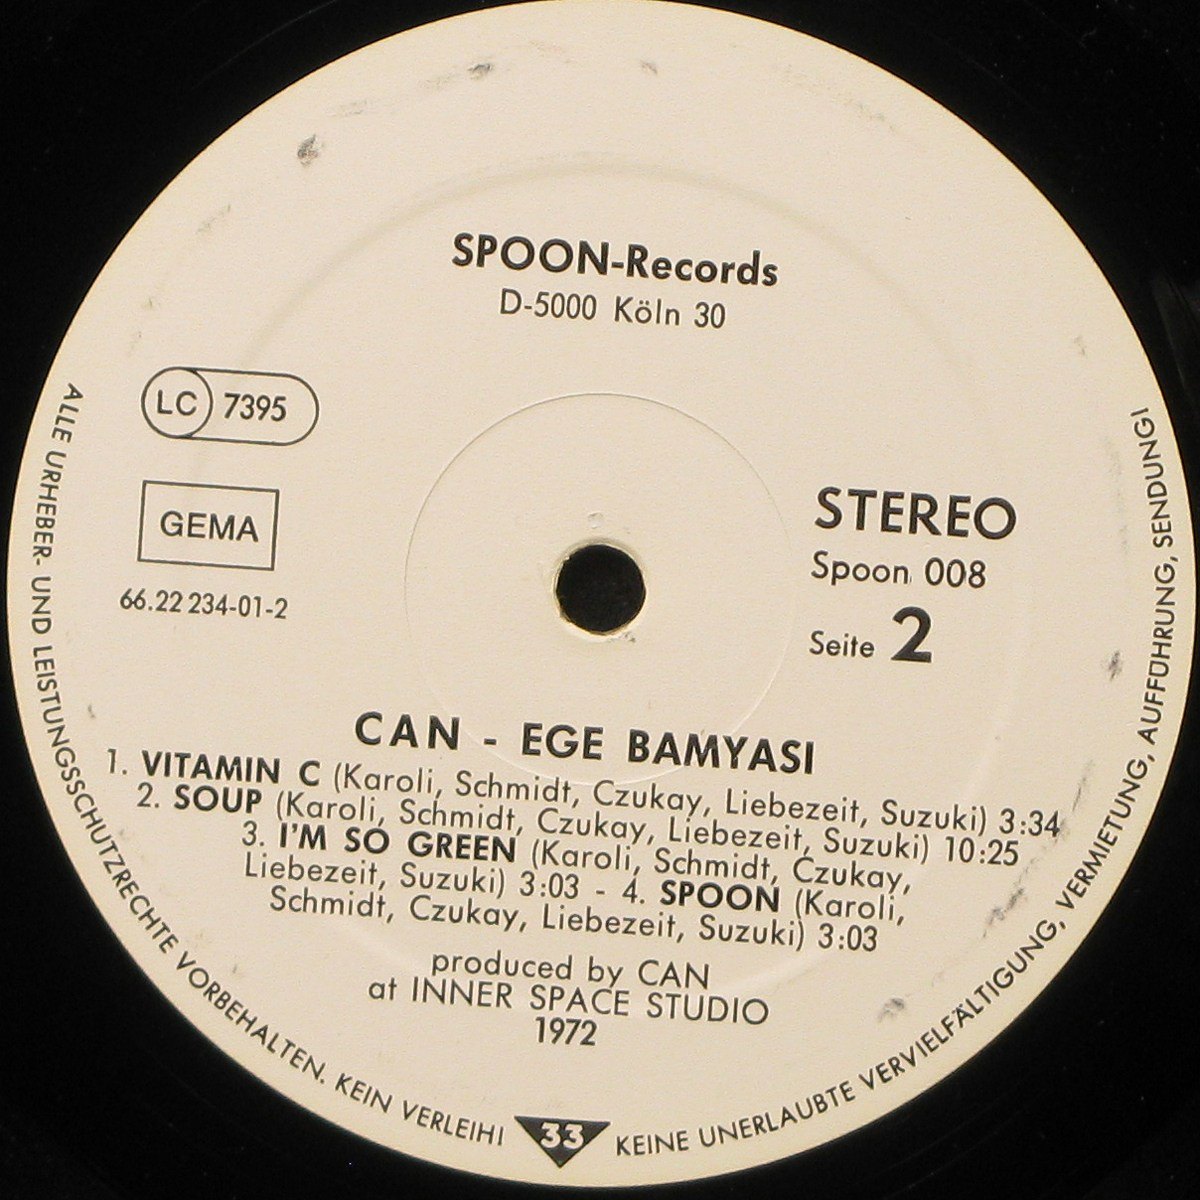 SPOON-Records
D-5000 Köln 30
LC 7395
GEMA
66.22 234-01-2
STEREO
Spoon 008
Seite 2
CAN - EGE BAMYASI
1. VITAMIN C (Karoli, Schmidt, Czukay, Liebezeit, Suzuki) 3:34
2. SOUP (Karoli, Schmidt, Czukay, Liebezeit, Suzuki) 10:25
3. I'M SO GREEN (Karoli, Schmidt, Czukay,
Liebezeit, Suzuki) 3:03 - 4. SPOON (Karoli,
Schmidt, Czukay, Liebezeit, Suzuki) 3:03
produced by CAN
at INNER SPACE STUDIO
1972
ALLE URHEBER- UND LEISTUNGSSCHUTZRECHTE VORBEHALTEN. KEIN VERLEIH!
33
KEINE UNERLAUBTE VERVIELFÄLTIGUNG, VERMIETUNG, AUFFÜHRUNG, SENDUNG!